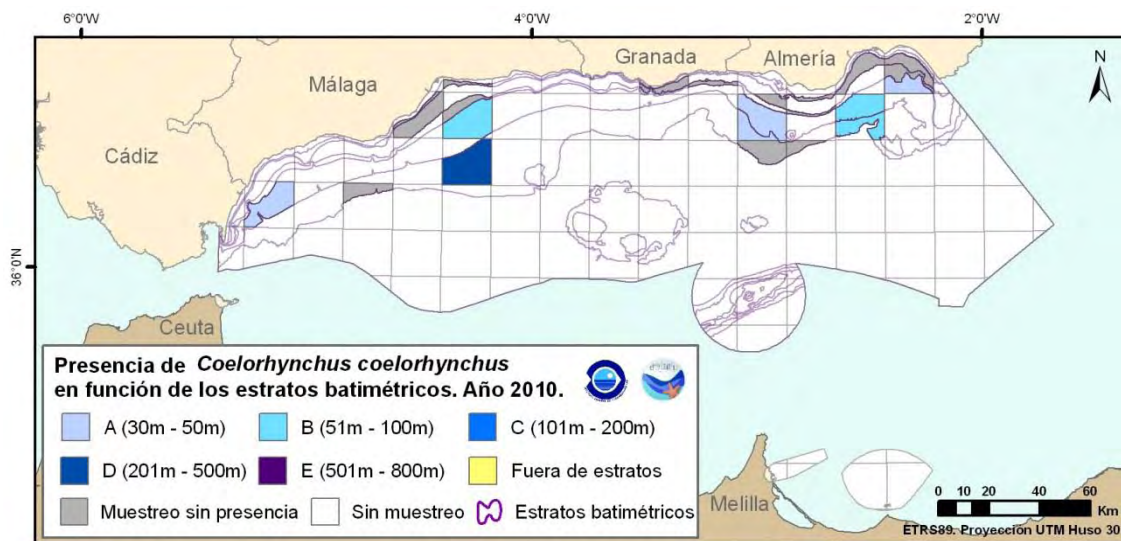 6°0'W 4°0'W 2°0'W
Granada Almería
N
Málaga
Cádiz
36°0'N
Ceuta
Presencia de Coelorhynchus coelorhynchus
en función de los estratos batimétricos. Año 2010.
A (30m - 50m) B (51m - 100m) C (101m - 200m)
D (201m - 500m) E (501m - 800m) Fuera de estratos
Muestreo sin presencia Sin muestreo Estratos batimétricos
Melilla
0 10 20 40 60
Km
ETRS89. Proyección UTM Huso 30